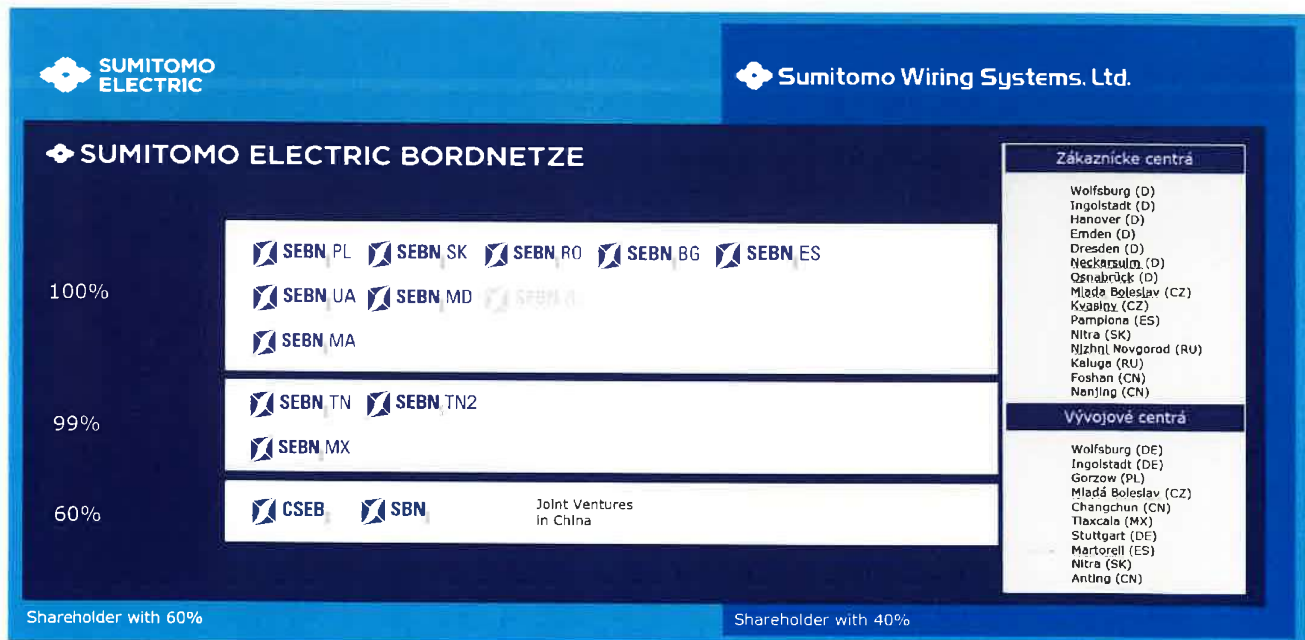 SUMITOMO
ELECTRIC
Sumitomo Wiring Systems, Ltd.
SUMITOMO ELECTRIC BORDNETZE
100%
SEBN PL SEBN SK SEBN RO SEBN BG SEBN ES
SEBN UA SEBN MD SEBN
SEBN MA
99%
SEBN TN SEBN TN2
SEBN MX
60%
CSEB SBN
Joint Ventures
in China
Zákaznícke centrá
Wolfsburg (D)
Ingolstadt (D)
Hanover (D)
Emden (D)
Dresden (D)
Neckarsulm (D)
Osnabrück (D)
Mlada Boleslav (CZ)
Kvasiny (CZ)
Pamplona (ES)
Nitra (SK)
Nizhni Novgorod (RU)
Kaluga (RU)
Foshan (CN)
Nanjing (CN)
Vývojové centrá
Wolfsburg (DE)
Ingolstadt (DE)
Gorzow (PL)
Mladá Boleslav (CZ)
Changchun (CN)
Tlaxcala (MX)
Stuttgart (DE)
Martorell (ES)
Nitra (SK)
Anting (CN)
Shareholder with 60%
Shareholder with 40%